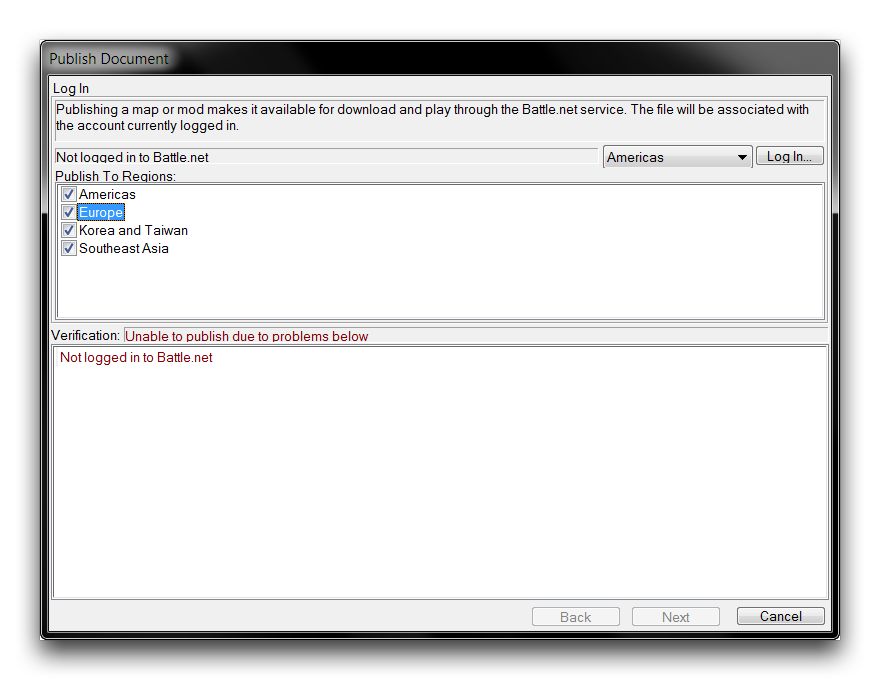 Publish Document
Log In
Publishing a map or mod makes it available for download and play through the Battle.net service. The file will be associated with
the account currently logged in.
Not logged in to Battle.net
Americas
Log In...
Publish To Regions:
Americas
Europe
Korea and Taiwan
Southeast Asia
Verification: Unable to publish due to problems below
Not logged in to Battle.net
Back
Next
Cancel